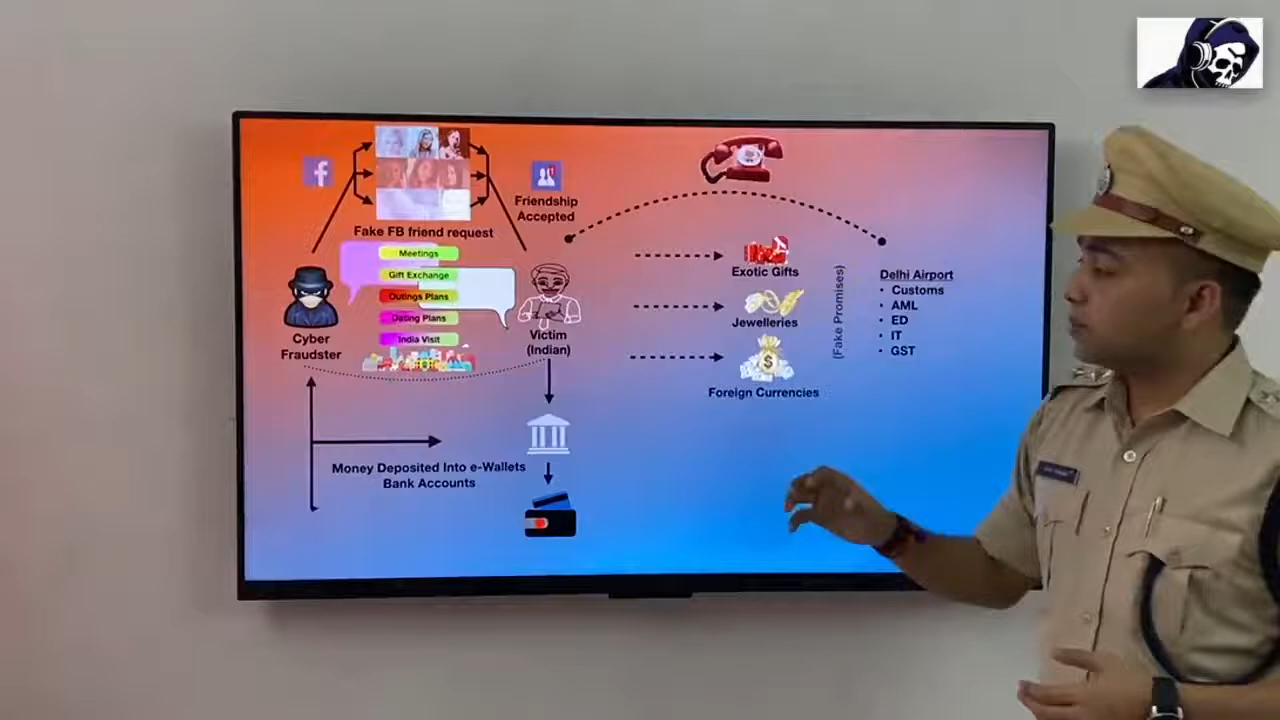 Friendship
Accepted
Fake FB friend request
Meetings
Gift Exchange
Outings Plans
Dating Plans
India Visit
Cyber
Fraudster
Victim
(Indian)
Money Deposited Into e-Wallets
Bank Accounts
Exotic Gifts
Jewelleries
Foreign Currencies
(Fake Promises)
Delhi Airport
• Customs
• AML
• ED
• IT
• GST